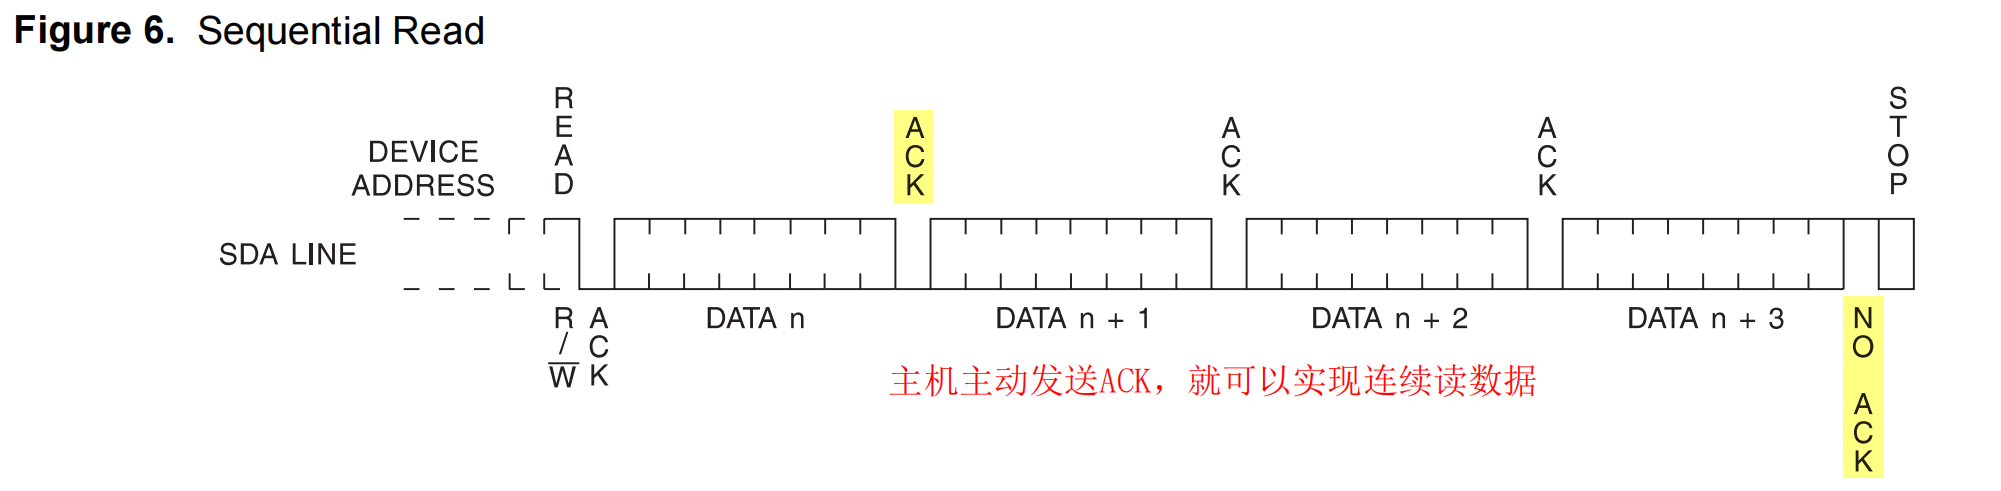 Figure 6. Sequential Read
READ
ACK
ACK
ACK
STOP
DEVICE
ADDRESS
SDA LINE
R/W
ACK
DATA n
DATA n + 1
DATA n + 2
DATA n + 3
NO ACK
主机主动发送ACK，就可以实现连续读数据